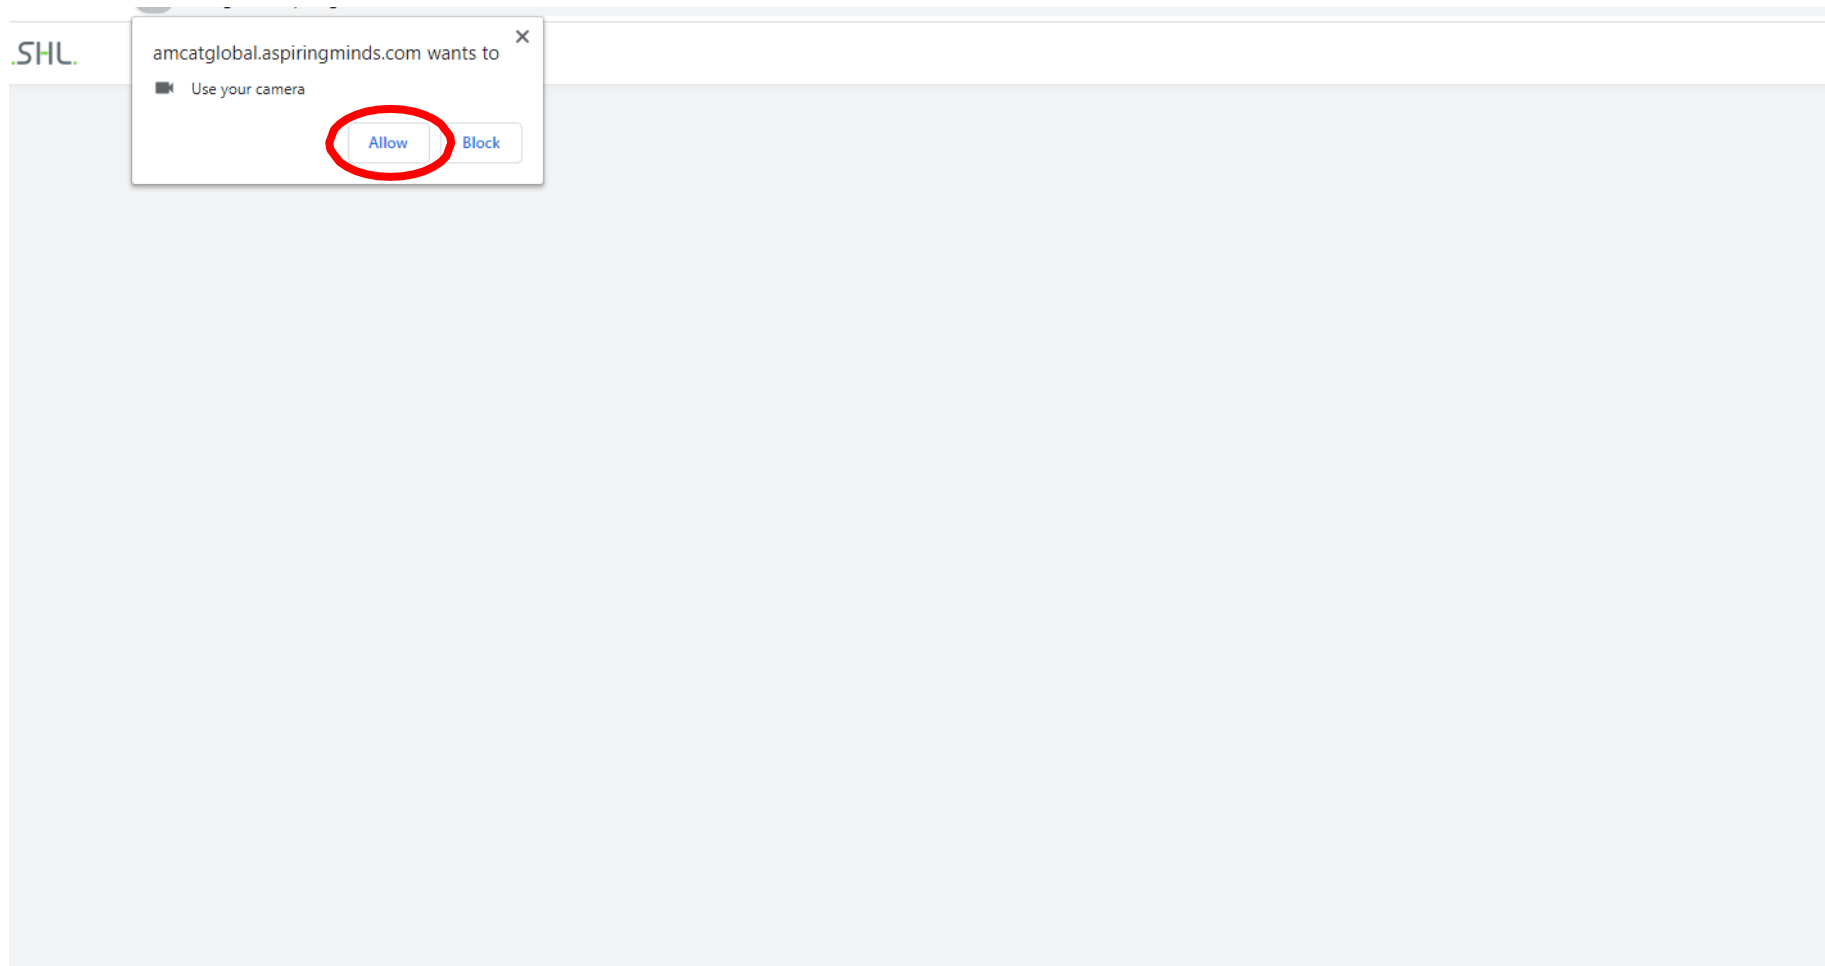 .SHL.
amcatglobal.aspiringminds.com wants to
Use your camera
Allow Block